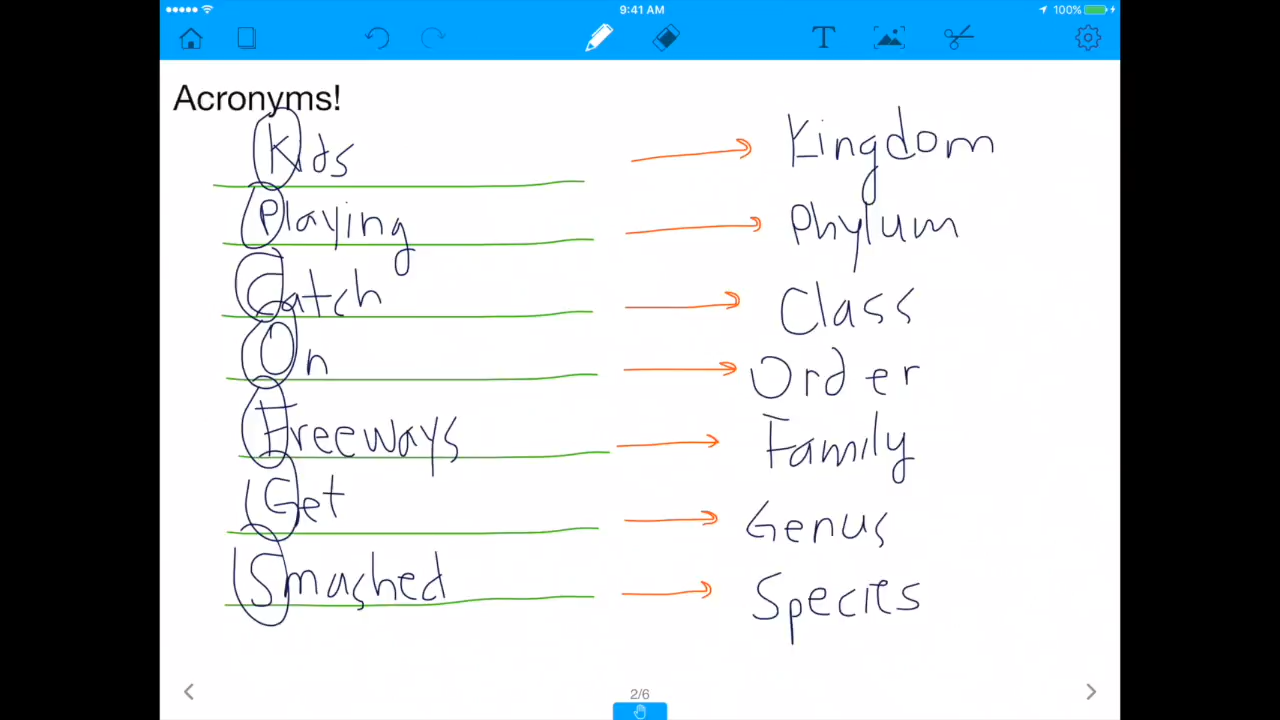 9:41 AM
100%
T
Acronyms!
Kids Kingdom
Playing Phylum
Catch Class
On Order
Freeways Family
Get Genus
Smashed Species
2/6